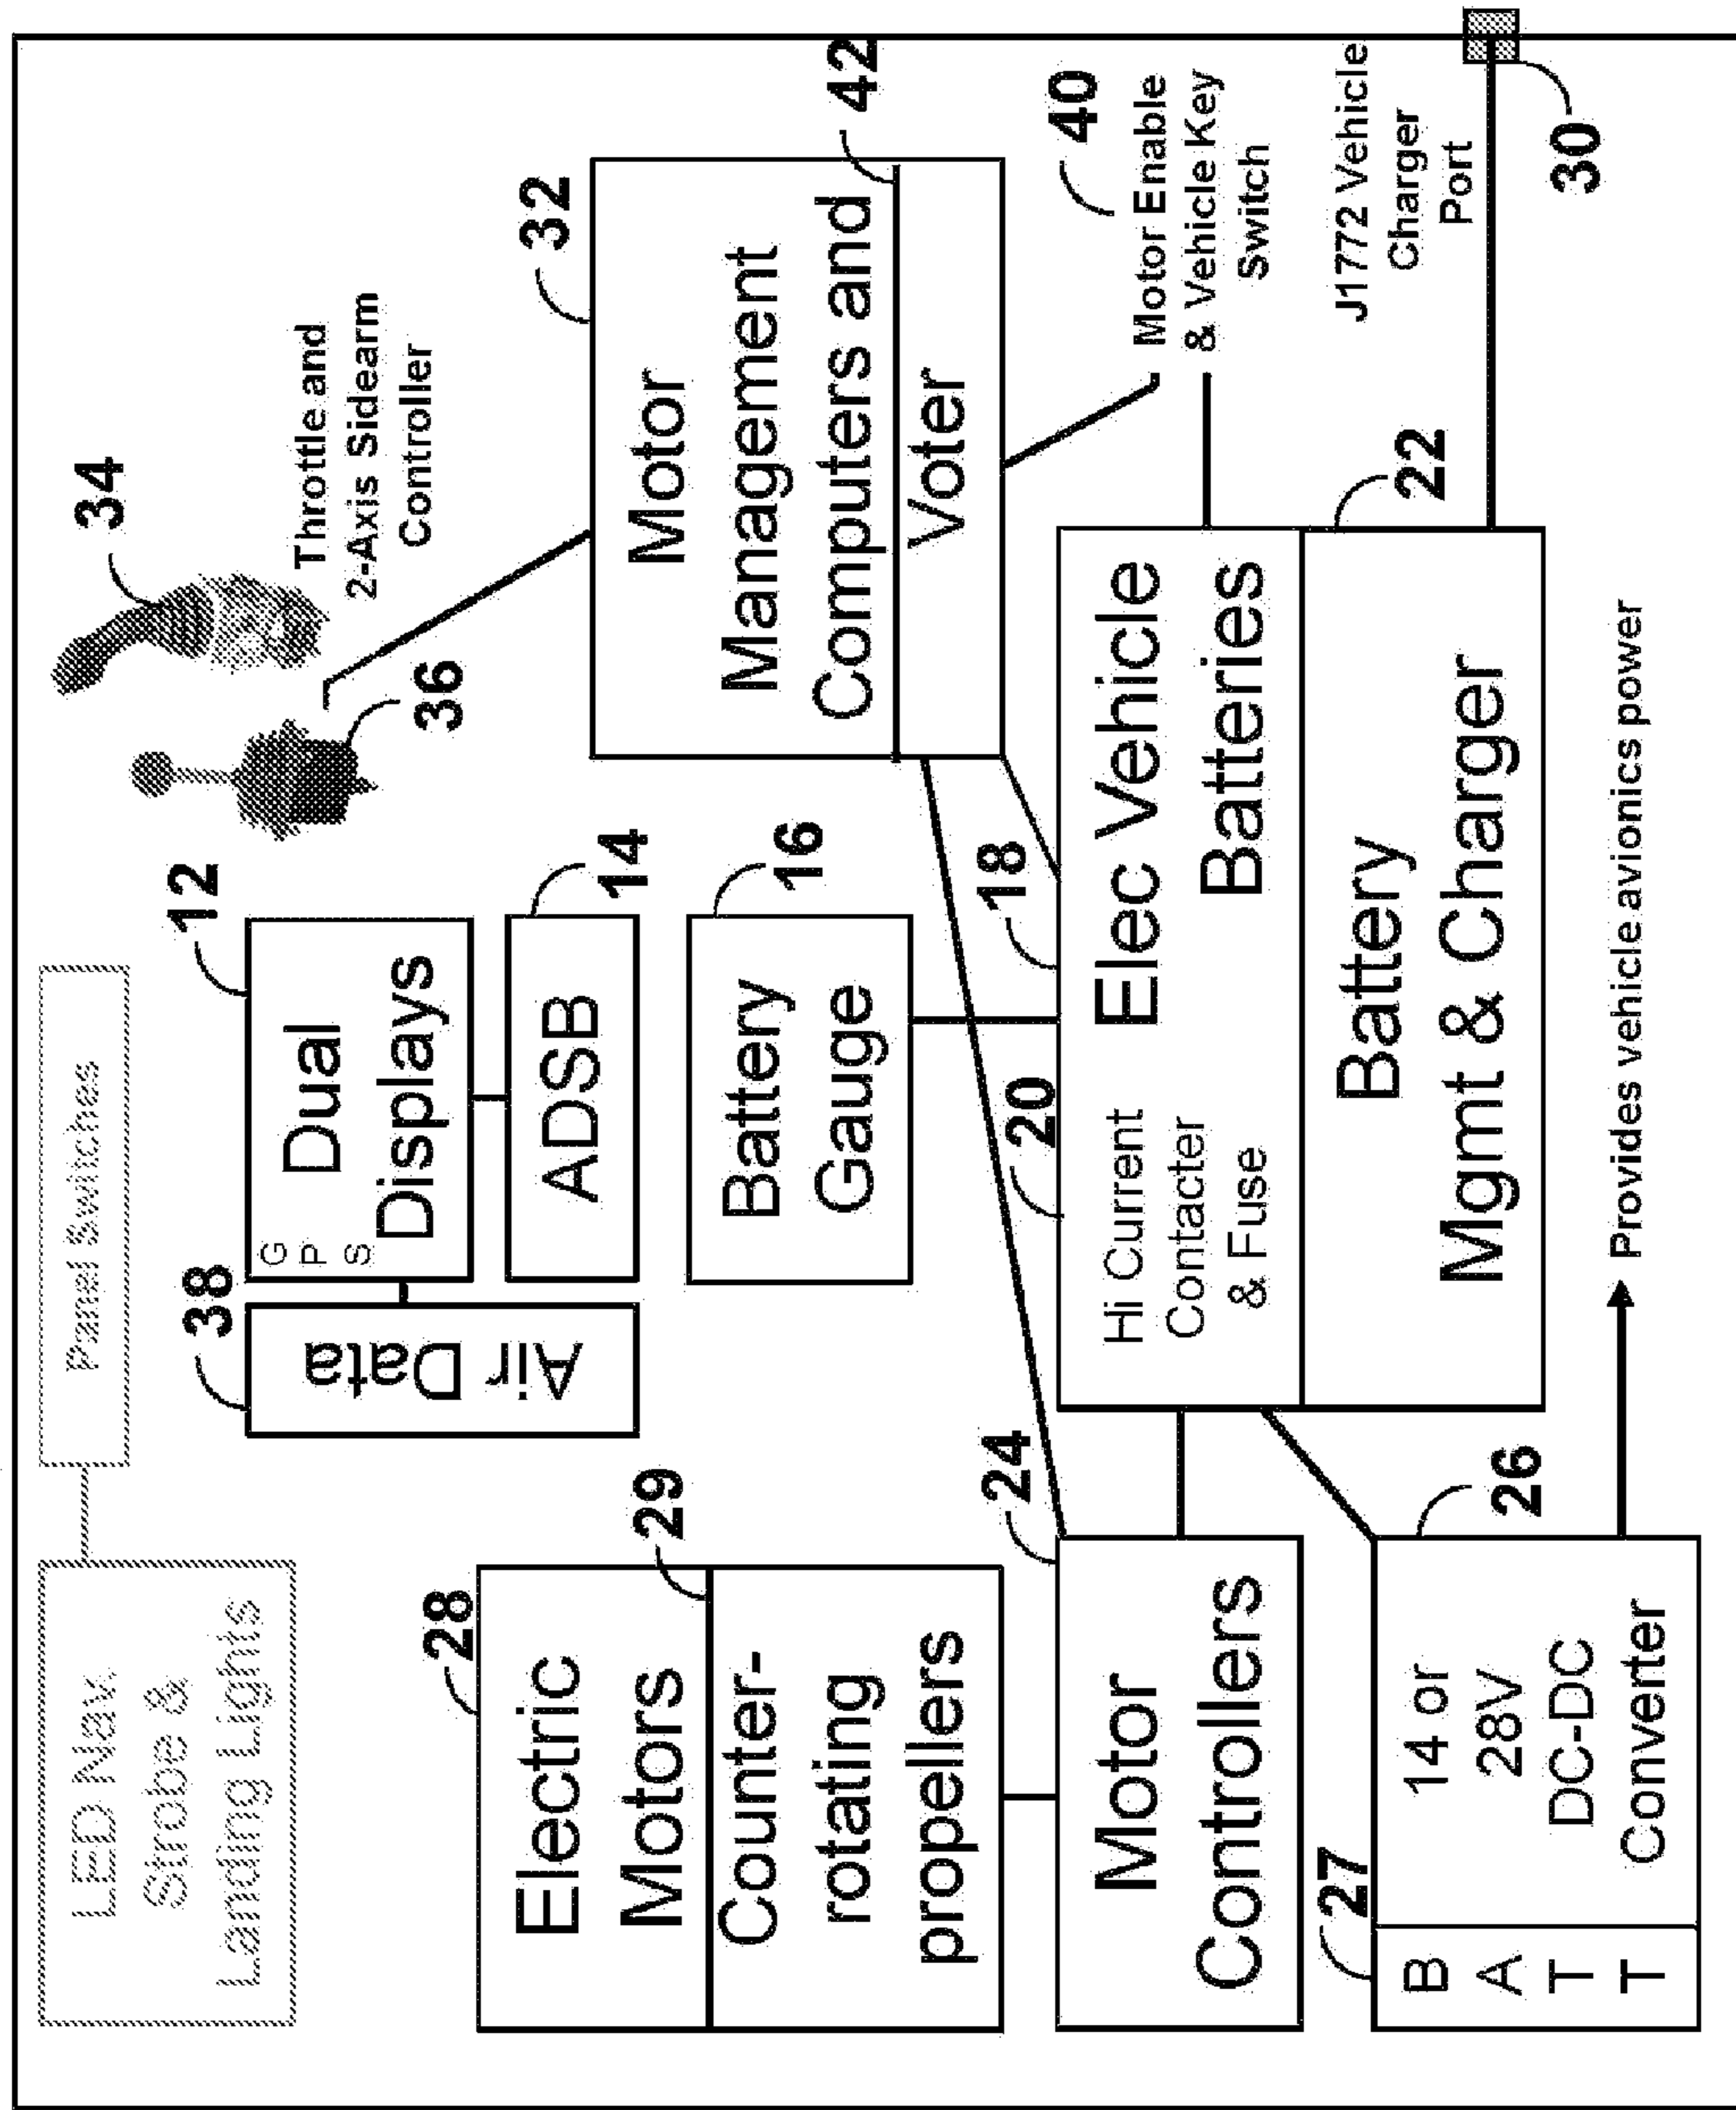 LED Nav.
Strobe &
Landing Lights
Panel Switches
28
Electric
Motors
29
Counter-
rotating
propellers
38
Air Data
12
G
P
S
Dual
Displays
14
ADSB
16
Battery
Gauge
34
36
Throttle and
2-Axis Sidearm
Controller
32
Motor
Management
Computers and
42
Voter
24
Motor
Controllers
20
Hi Current
Contacter
& Fuse
18
Elec Vehicle
Batteries
22
Battery
Mgmt & Charger
40
Motor Enable
& Vehicle Key
Switch
J1772 Vehicle
Charger
Port
30
27
B
A
T
T
26
14 or
28V
DC-DC
Converter
Provides vehicle avionics power